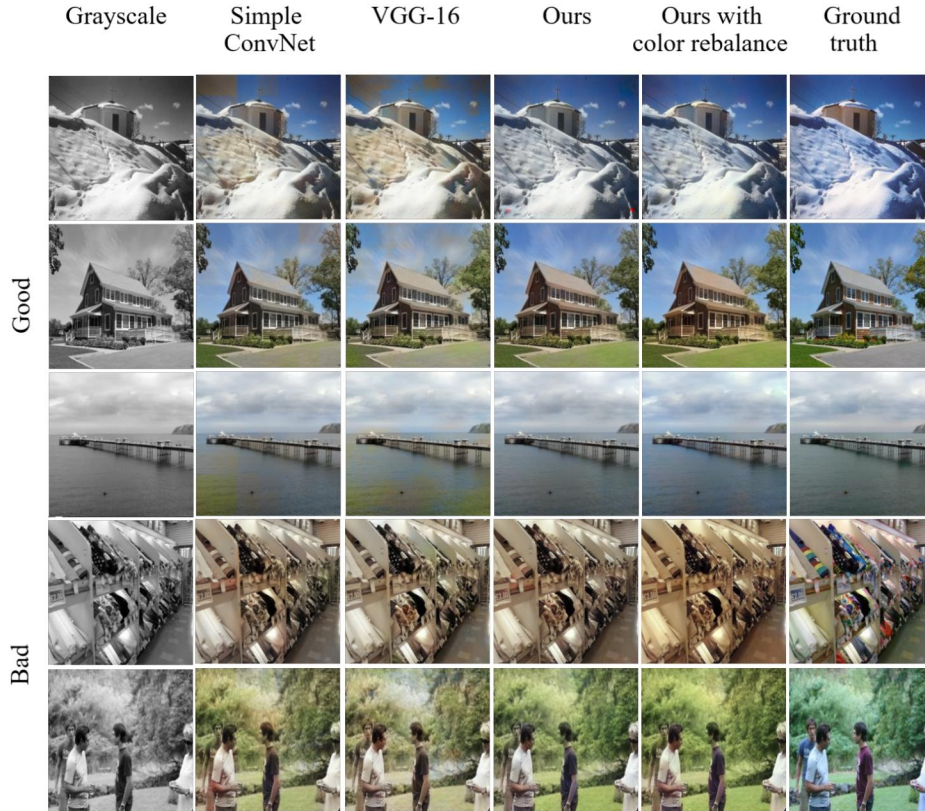 Grayscale
Simple
ConvNet
VGG-16
Ours
Ours with
color rebalance
Ground
truth
Good
Bad